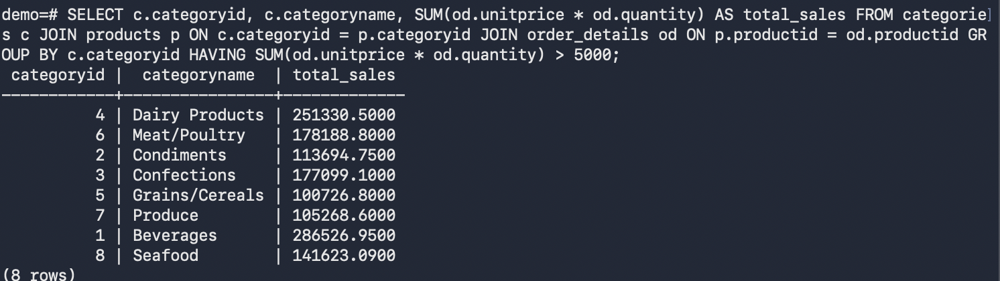 demo=# SELECT c.categoryid, c.categoryname, SUM(od.unitprice * od.quantity) AS total_sales FROM categorie]
s c JOIN products p ON c.categoryid = p.categoryid JOIN order_details od ON p.productid = od.productid GR
OUP BY c.categoryid HAVING SUM(od.unitprice * od.quantity) > 5000;
 categoryid |  categoryname  | total_sales
------------+----------------+-------------
          4 | Dairy Products | 251330.5000
          6 | Meat/Poultry   | 178188.8000
          2 | Condiments     | 113694.7500
          3 | Confections    | 177099.1000
          5 | Grains/Cereals | 100726.8000
          7 | Produce        | 105268.6000
          1 | Beverages      | 286526.9500
          8 | Seafood        | 141623.0900
(8 rows)